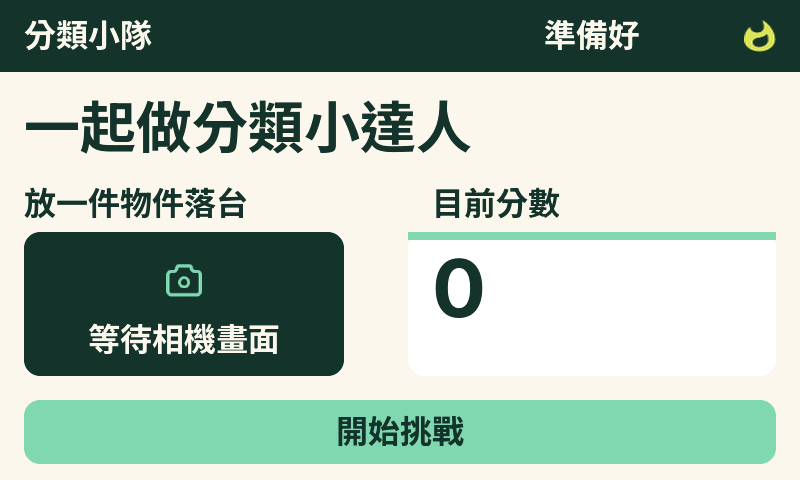 分類小隊
準備好
一起做分類小達人
放一件物件落台
目前分數
等待相機畫面
0
開始挑戰